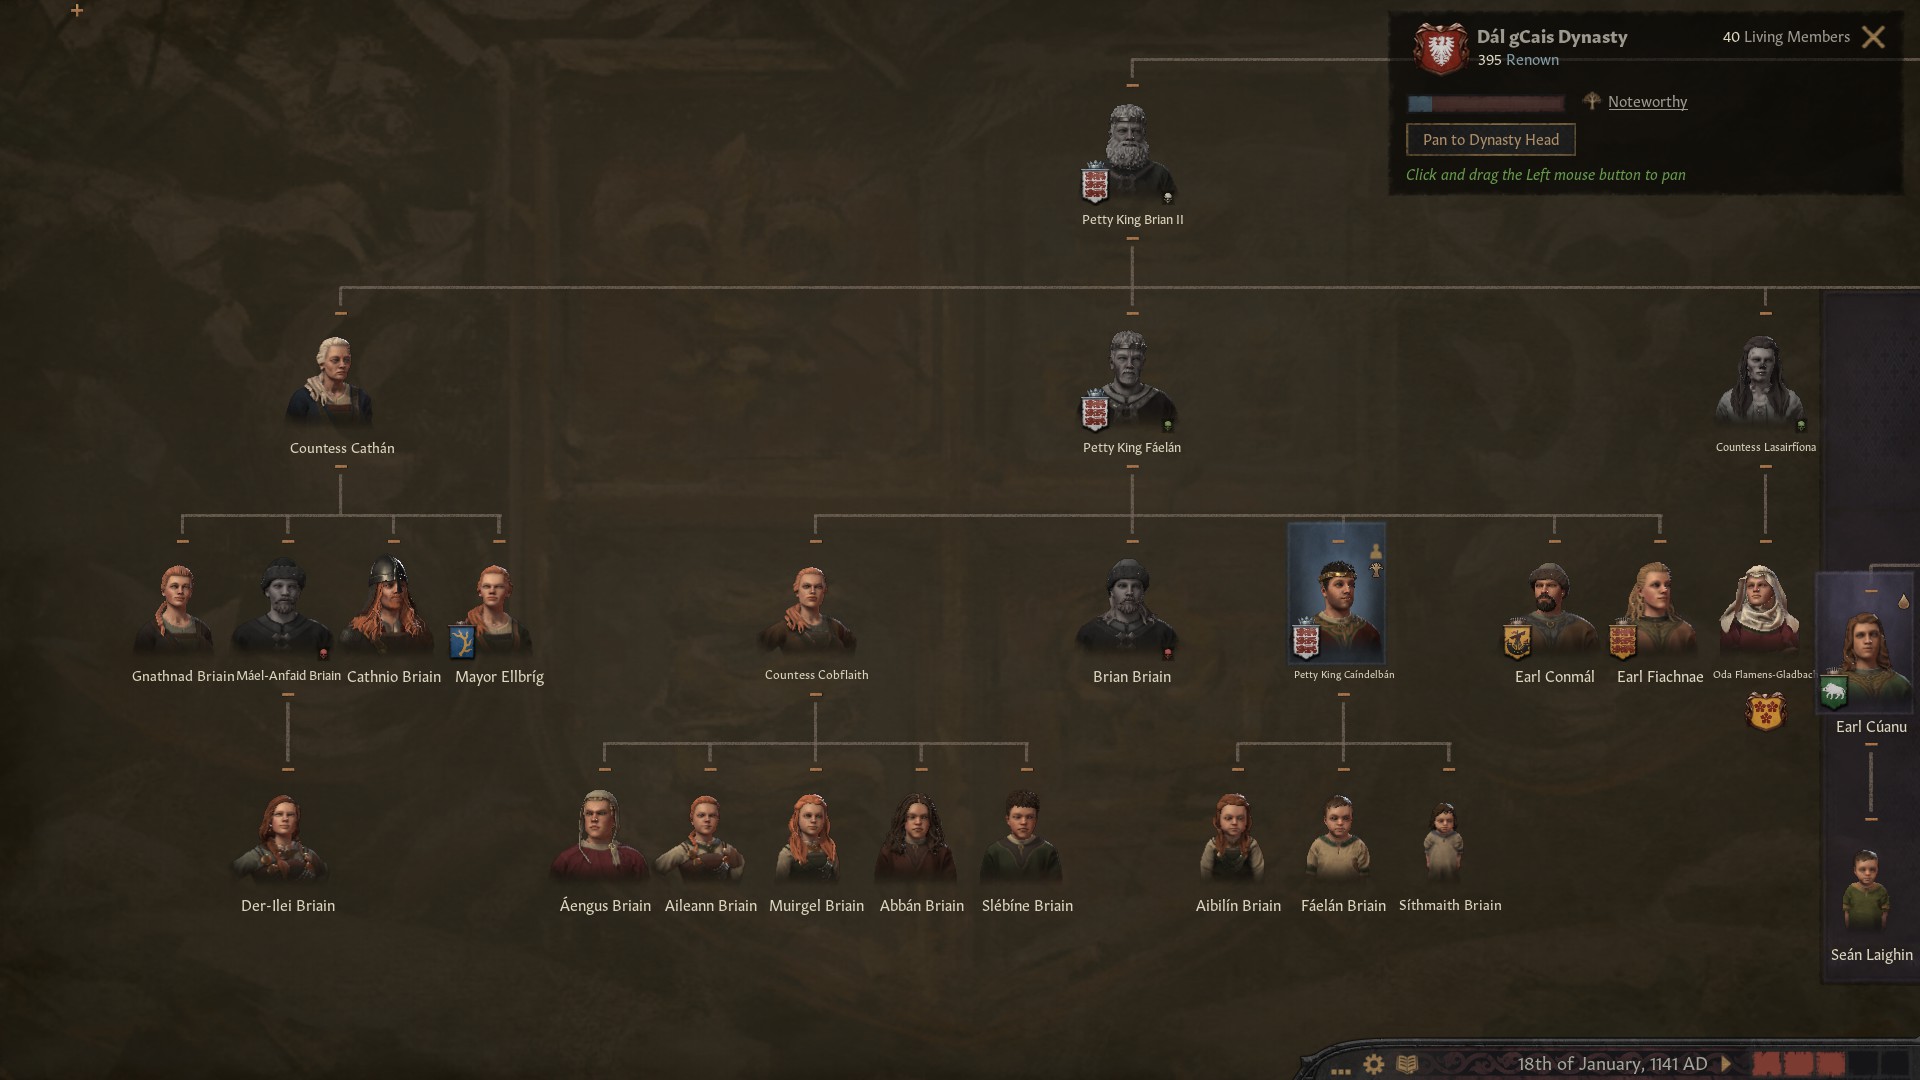 Dál gCais Dynasty
40 Living Members
395 Renown
Noteworthy
Pan to Dynasty Head
Click and drag the Left mouse button to pan
Petty King Brian II
Countess Cathán
Petty King Fáelán
Countess Lasairfíona
Gnathnad Briain
Máel-Anfaid Briain
Cathnio Briain
Mayor Ellbríg
Countess Cobflaith
Brian Briain
Petty King Caíndelbán
Earl Conmál
Earl Fiachnae
Oda Flamens-Gladbach
Earl Cúanu
Der-Ilei Briain
Áengus Briain
Aileann Briain
Muirgel Briain
Abbán Briain
Slébíne Briain
Aibilín Briain
Fáelán Briain
Síthmaith Briain
Seán Laighin
18th of January, 1141 AD